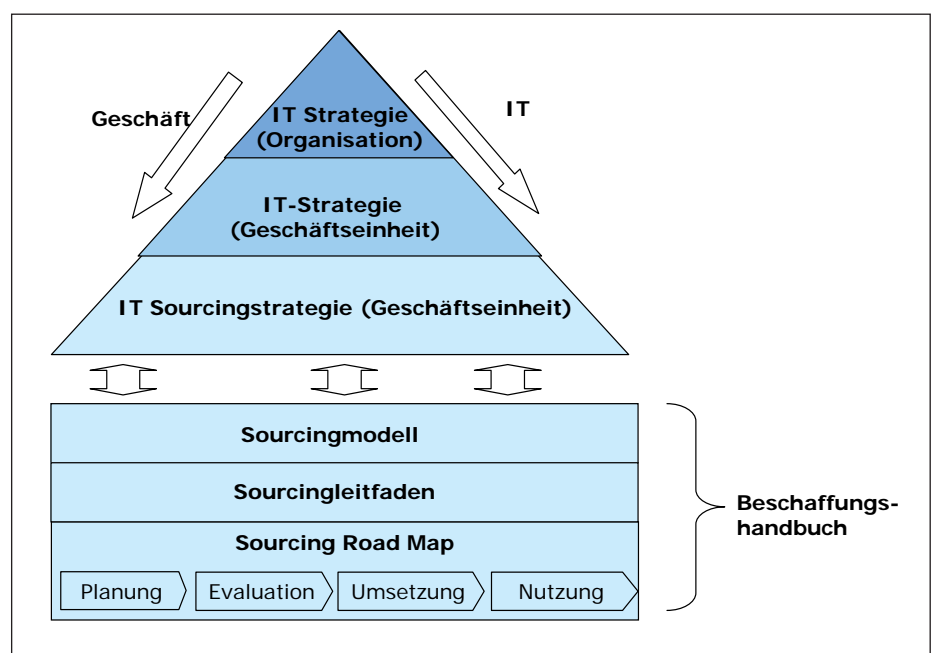 Geschäft
IT
IT Strategie
(Organisation)
IT-Strategie
(Geschäftseinheit)
IT Sourcingstrategie (Geschäftseinheit)
Sourcingmodell
Sourcingleitfaden
Sourcing Road Map
Planung
Evaluation
Umsetzung
Nutzung
Beschaffungs-
handbuch